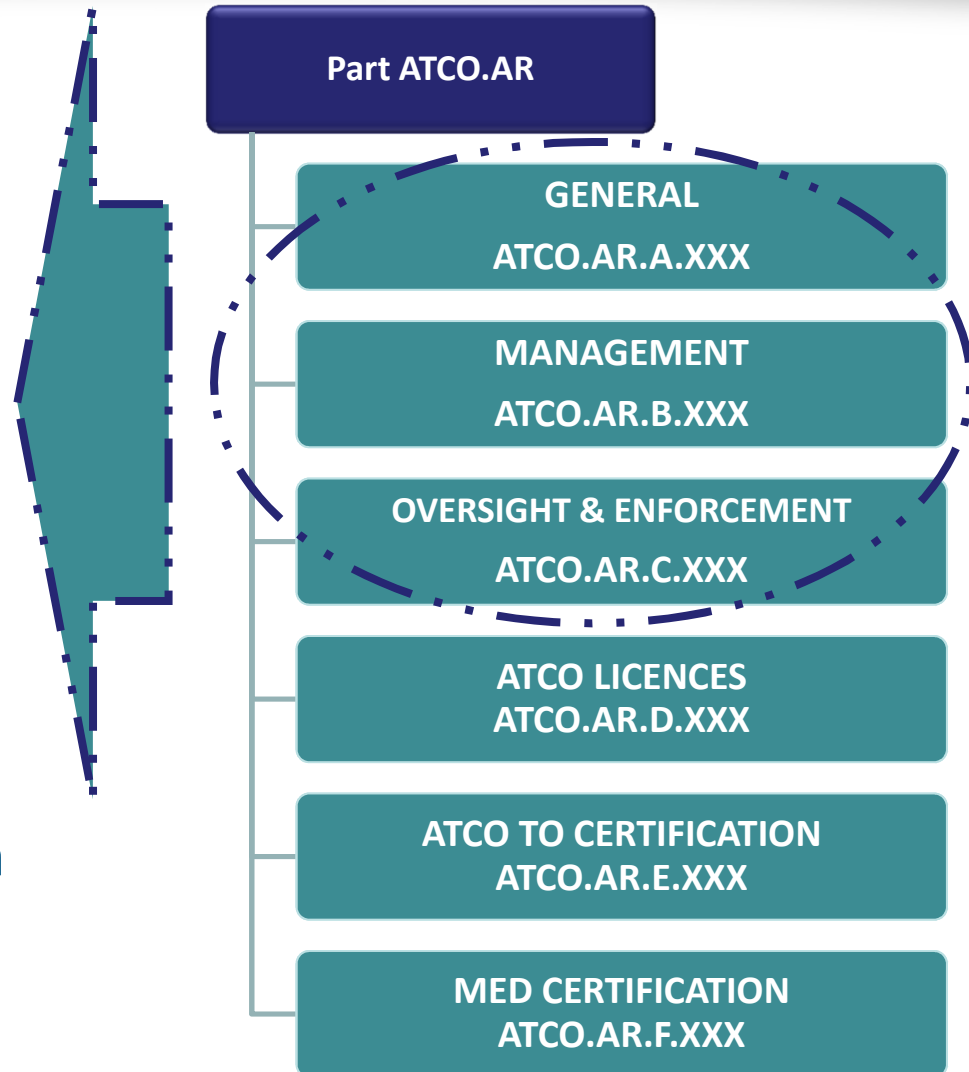 Part ATCO.AR
GENERAL
ATCO.AR.A.XXX
MANAGEMENT
ATCO.AR.B.XXX
OVERSIGHT & ENFORCEMENT
ATCO.AR.C.XXX
ATCO LICENCES
ATCO.AR.D.XXX
ATCO TO CERTIFICATION
ATCO.AR.E.XXX
MED CERTIFICATION
ATCO.AR.F.XXX